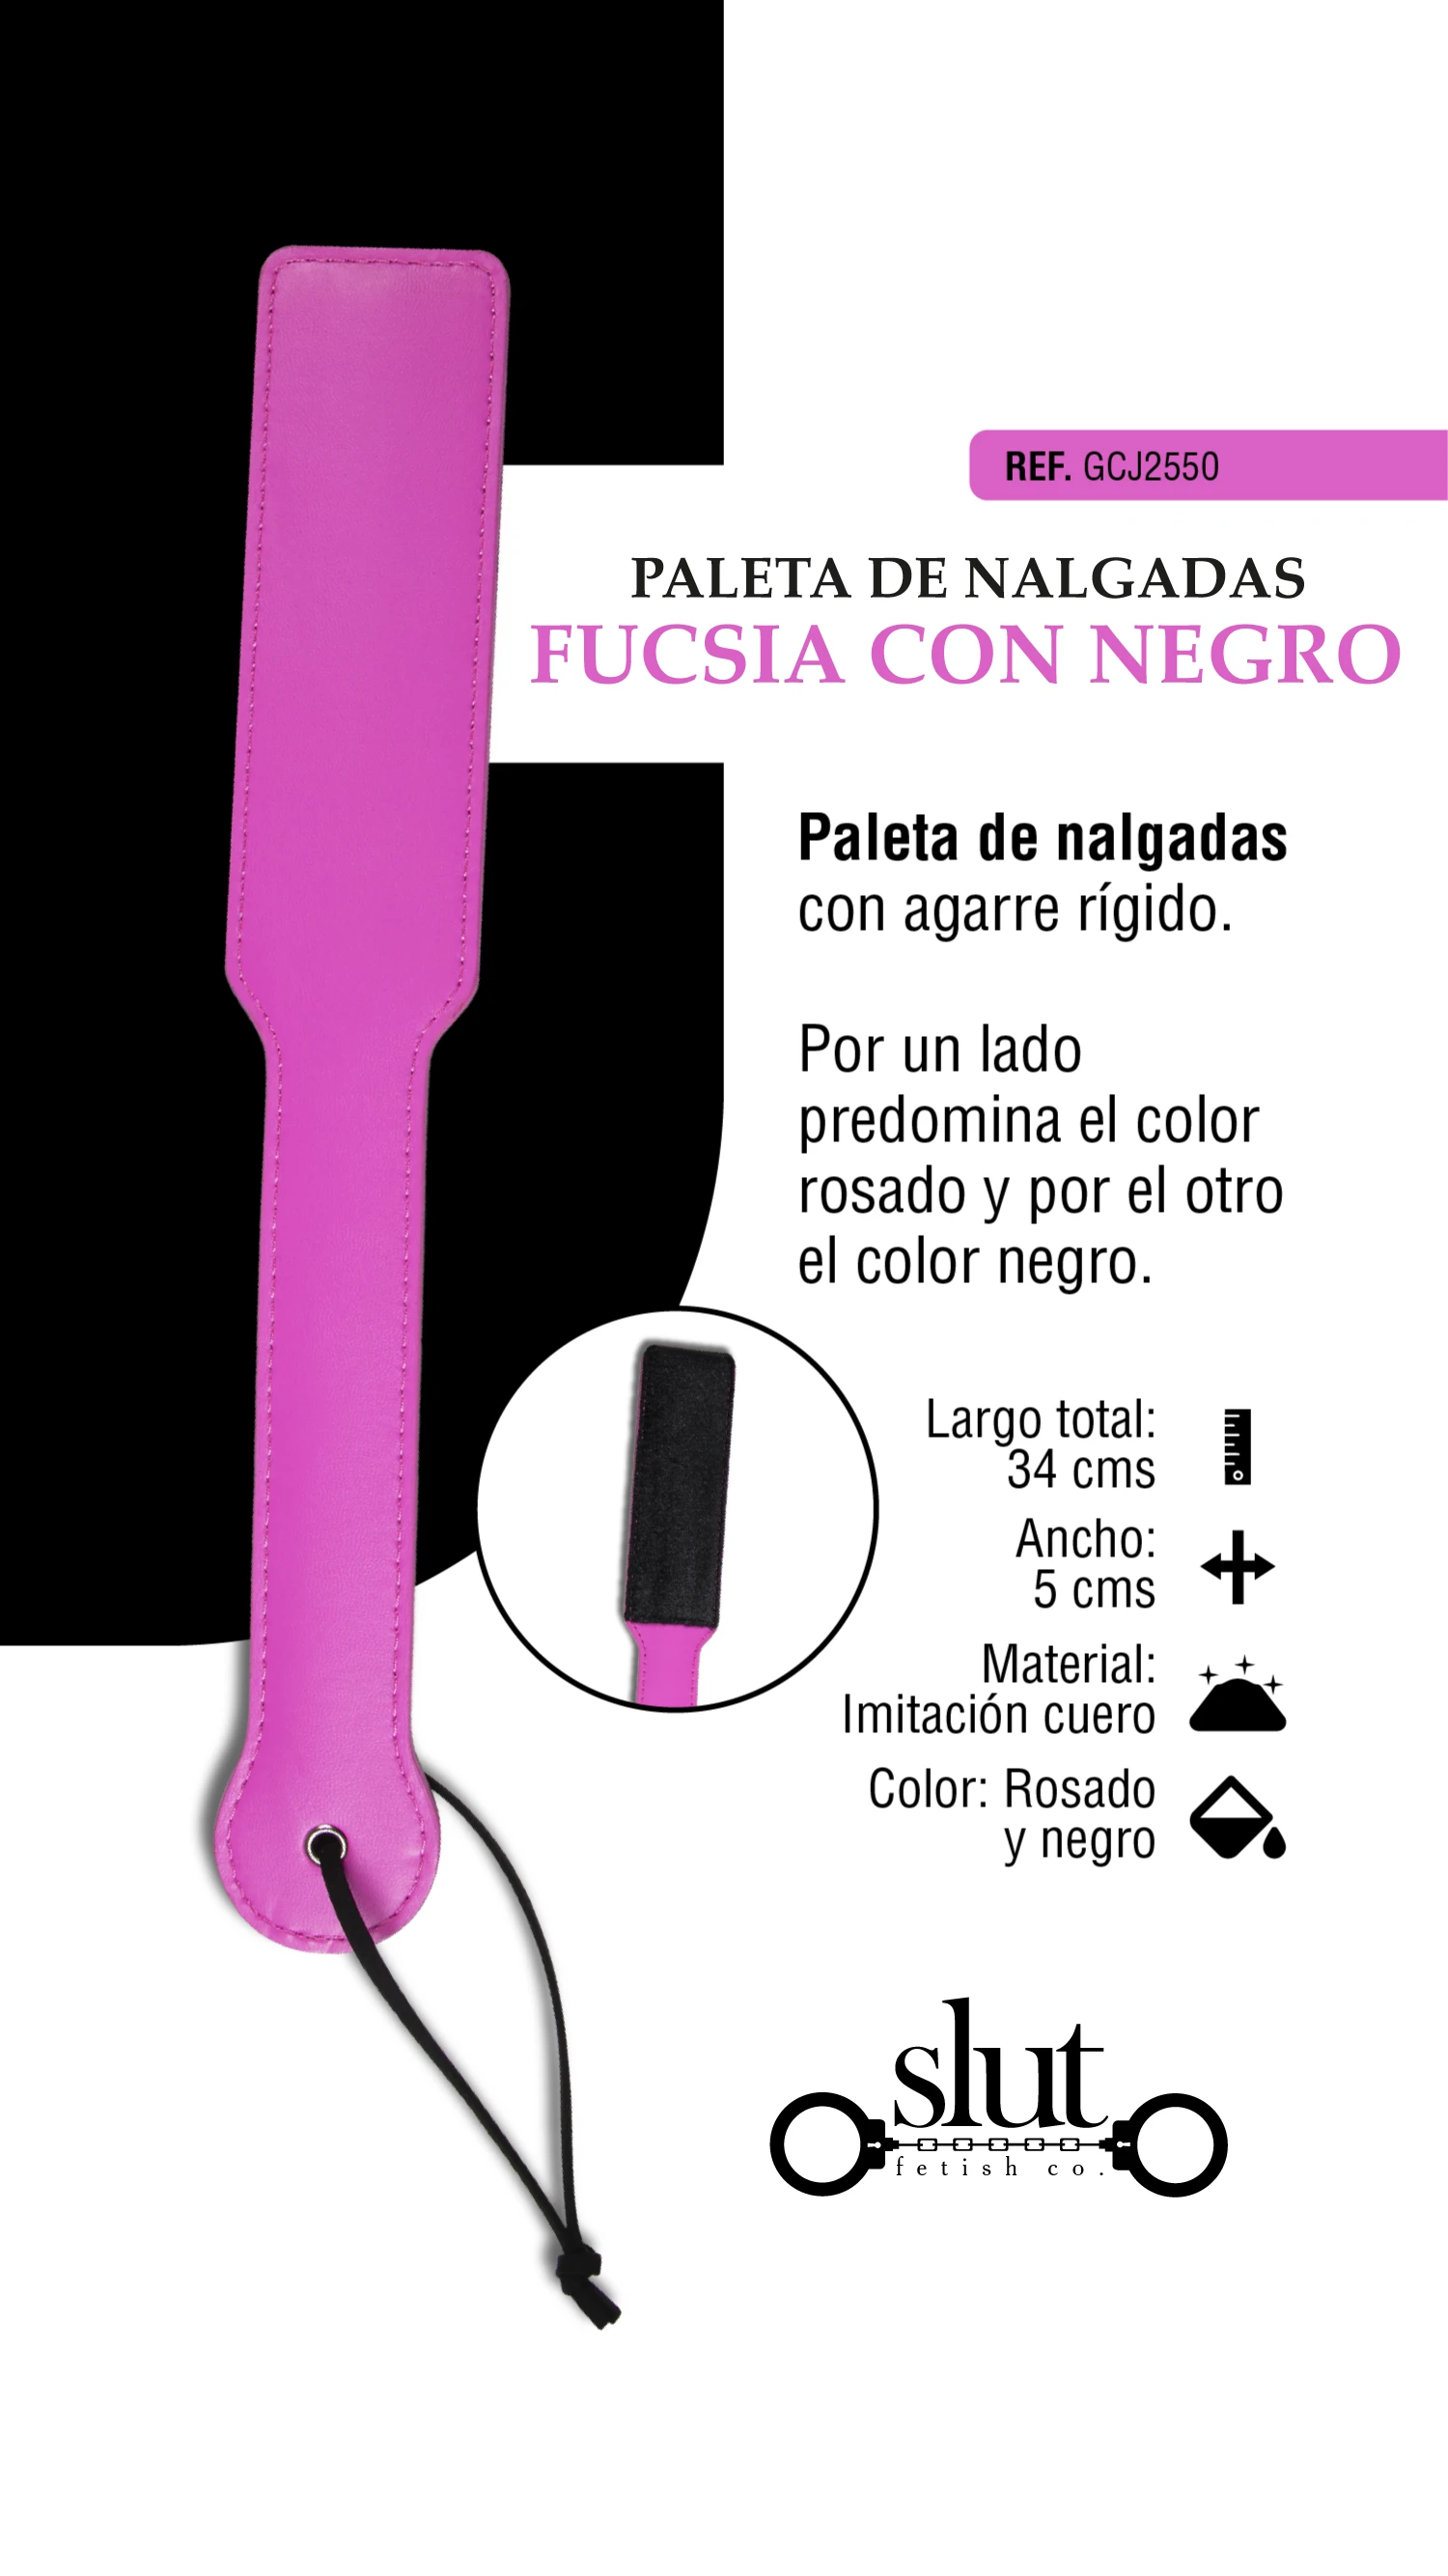 REF. GCJ2550
PALETA DE NALGADAS
FUCSIA CON NEGRO
Paleta de nalgadas
con agarre rígido.
Por un lado
predomina el color
rosado y por el otro
el color negro.
Largo total:
34 cms
Ancho:
5 cms
Material:
Imitación cuero
Color: Rosado
y negro
slut
fetish co.